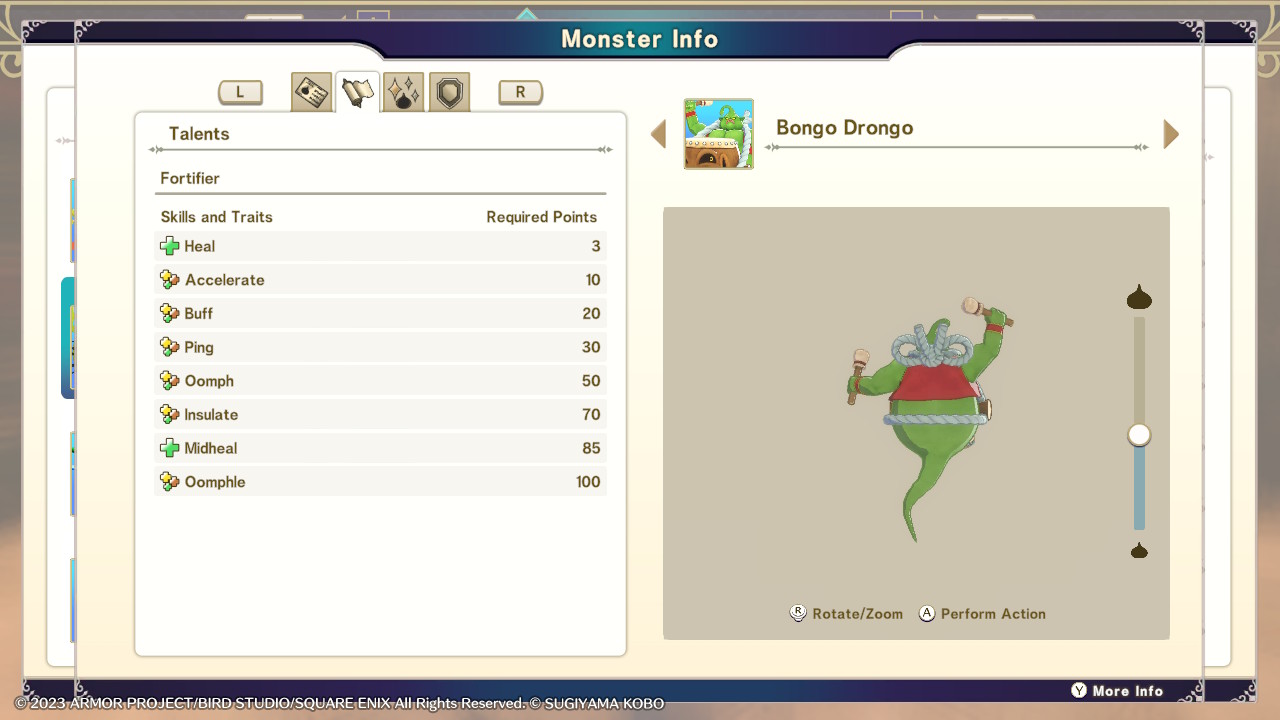 Monster Info
L
R
Talents
Fortifier
Skills and Traits Required Points
Heal 3
Accelerate 10
Buff 20
Ping 30
Oomph 50
Insulate 70
Midheal 85
Oomphle 100
Bongo Drongo
R Rotate/Zoom A Perform Action
Y More Info
© 2023 ARMOR PROJECT/BIRD STUDIO/SQUARE ENIX All Rights Reserved. © SUGIYAMA KOBO